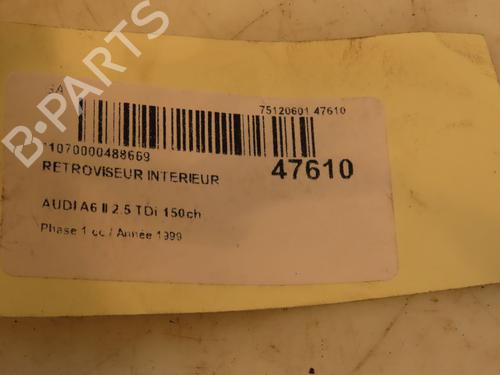 B-PARTS
75120601 47610
*1070000488669
47610
RETROVISEUR INTERIEUR
AUDI A6 II 2.5 TDi 150ch
Phase 1 cc / Année 1999